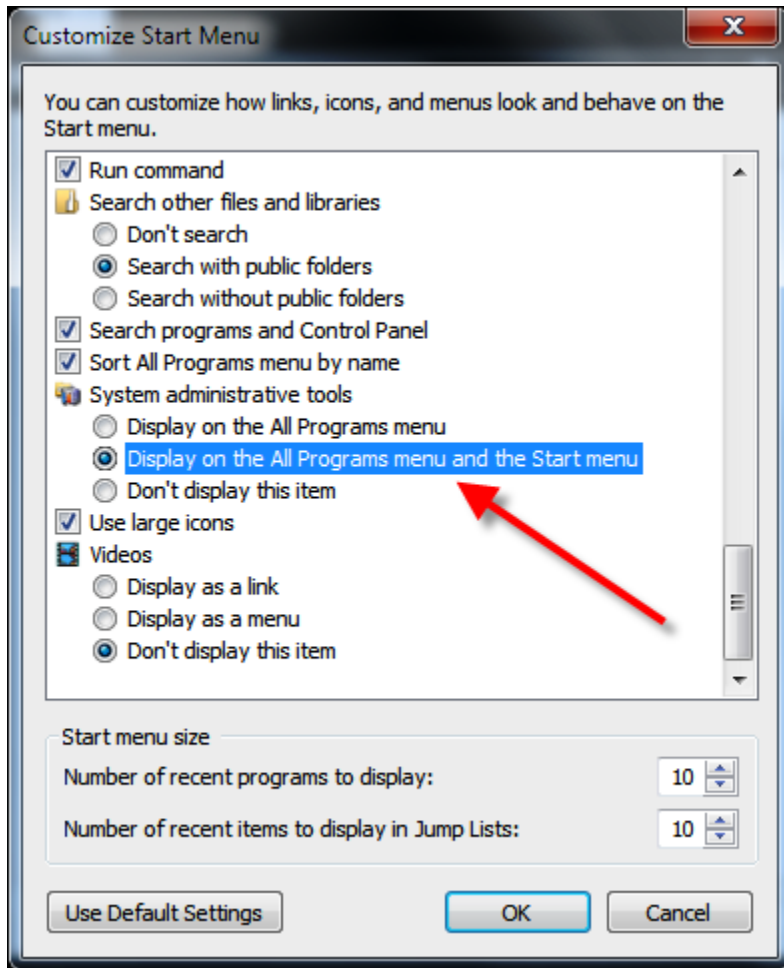 Customize Start Menu
You can customize how links, icons, and menus look and behave on the
Start menu.
Run command
Search other files and libraries
Don't search
Search with public folders
Search without public folders
Search programs and Control Panel
Sort All Programs menu by name
System administrative tools
Display on the All Programs menu
Display on the All Programs menu and the Start menu
Don't display this item
Use large icons
Videos
Display as a link
Display as a menu
Don't display this item
Start menu size
Number of recent programs to display: 10
Number of recent items to display in Jump Lists: 10
Use Default Settings OK Cancel